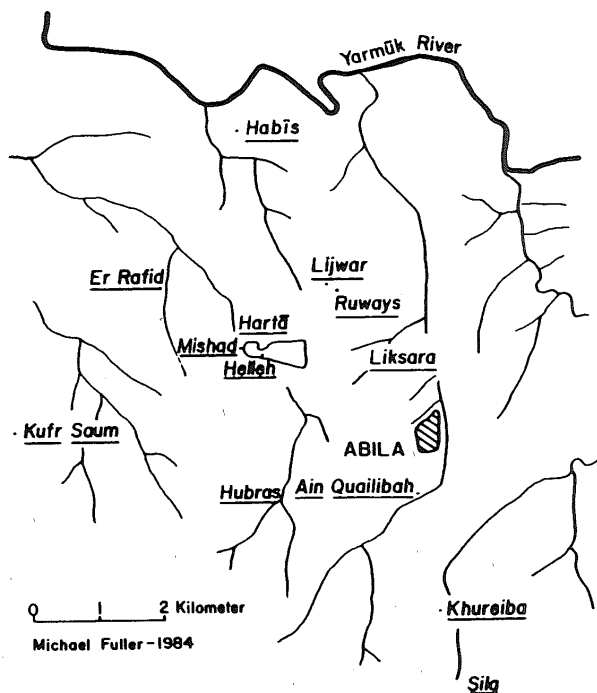 Yarmūk River
Habīs
Lijwar
Er Rafid
Ruways
Hartā
Mishad
Helleh
Liksara
Kufr Saum
ABILA
Hubras
Ain Quailibah
0 1 2 Kilometer
Khureiba
Michael Fuller-1984
Silq